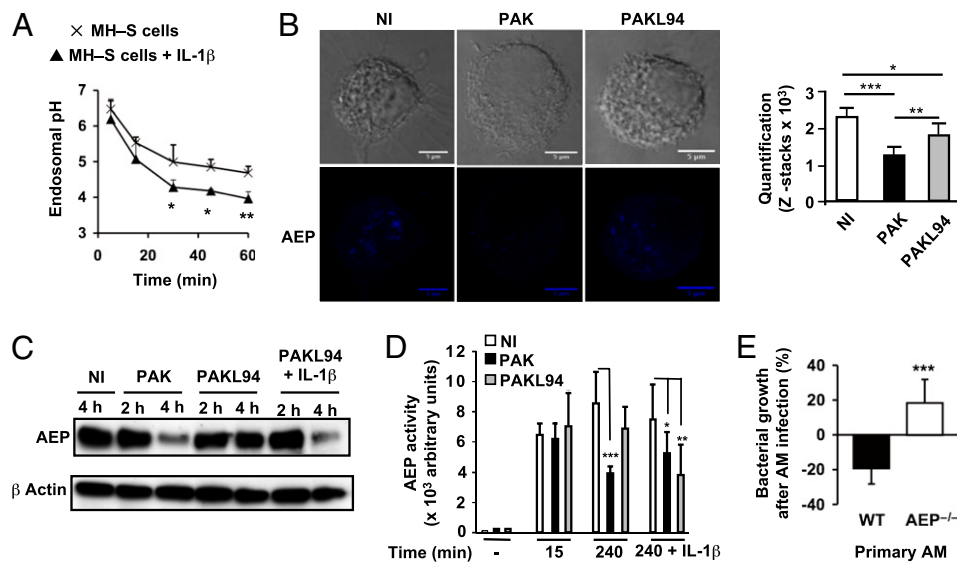 A
× MH–S cells
▲ MH–S cells + IL-1β
Endosomal pH
7
6
5
4
3
* * **
0 20 40 60
Time (min)
B
NI PAK PAKL94
5 µm 5 µm 5 µm
AEP
* 
*** **
Quantification
(Z -stacks x 10³)
3
2
1
0
NI PAK PAKL94
C
NI PAK PAKL94 PAKL94
+ IL-1β
4 h 2 h 4 h 2 h 4 h 2 h 4 h
AEP
β Actin
D
NI
PAK
PAKL94
AEP activity
(x 10³ arbitrary units)
12
10
8
6
4
2
0
*** * **
Time (min) - 15 240 240 + IL-1β
E
Bacterial growth
after AM infection (%)
40
20
0
-20
-40
***
WT AEP–/–
Primary AM